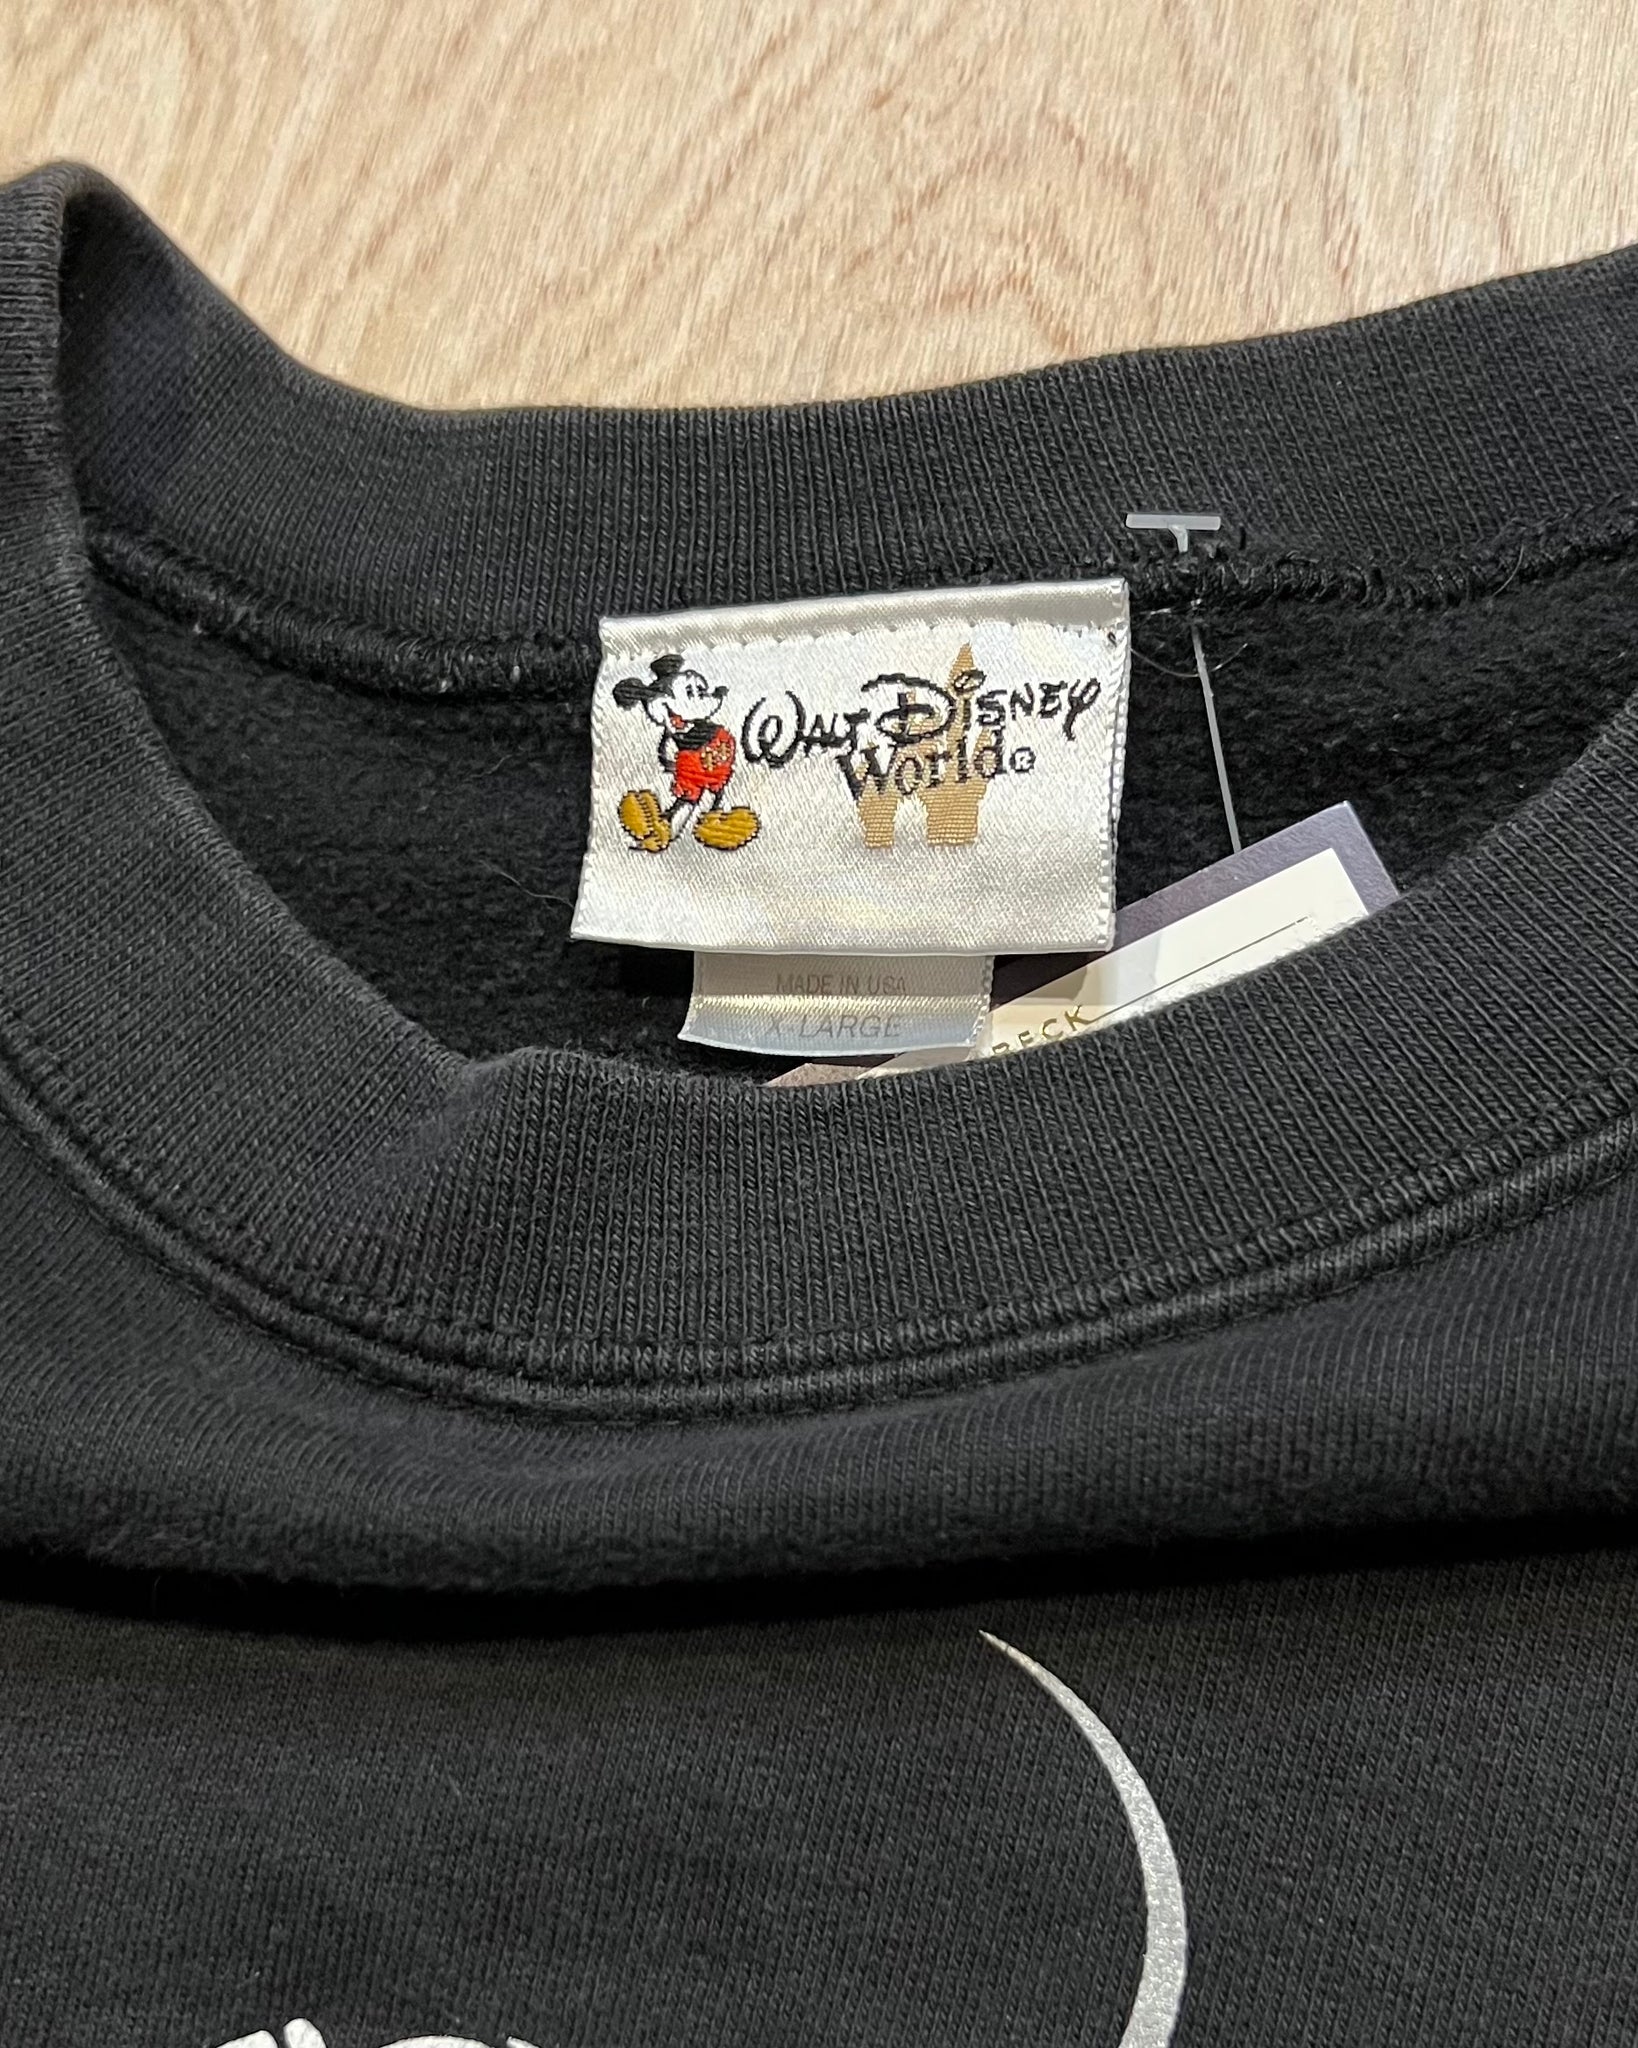 Walt Disney
World®
MADE IN USA
X-LARGE